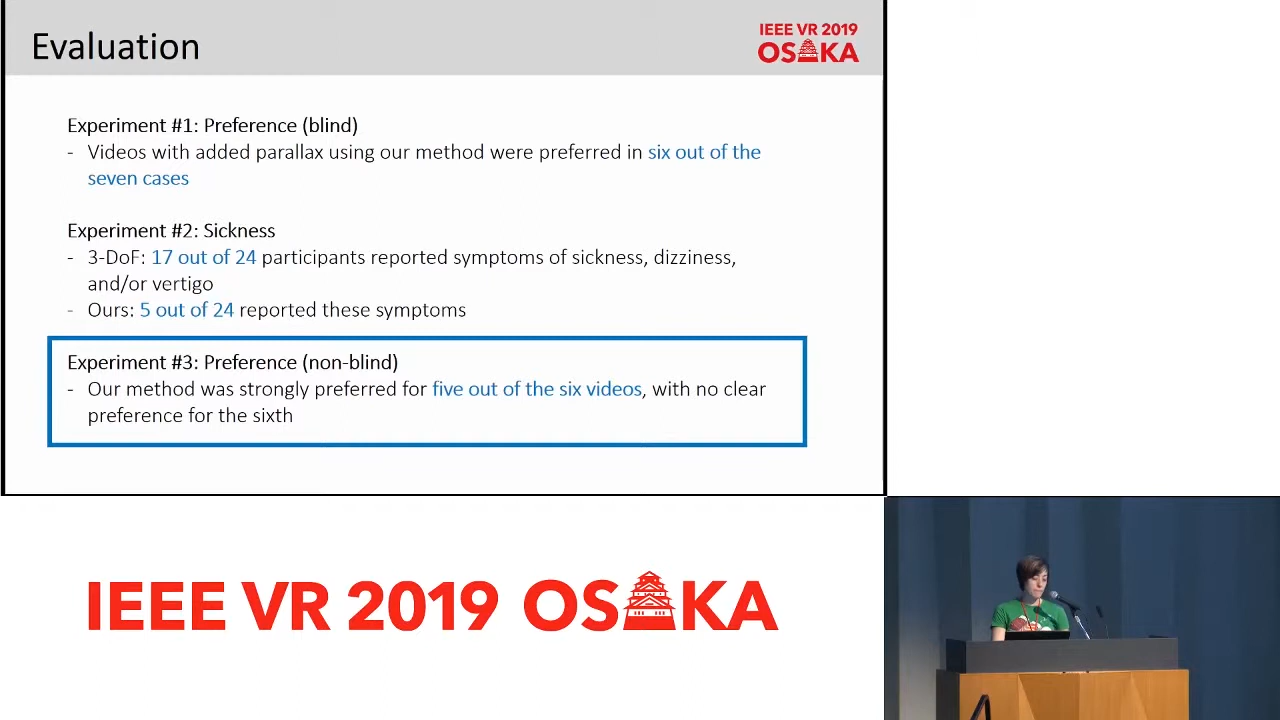 Evaluation
IEEE VR 2019
OSAKA
Experiment #1: Preference (blind)
- Videos with added parallax using our method were preferred in six out of the
seven cases
Experiment #2: Sickness
- 3-DoF: 17 out of 24 participants reported symptoms of sickness, dizziness,
and/or vertigo
- Ours: 5 out of 24 reported these symptoms
Experiment #3: Preference (non-blind)
- Our method was strongly preferred for five out of the six videos, with no clear
preference for the sixth
IEEE VR 2019 OSAKA